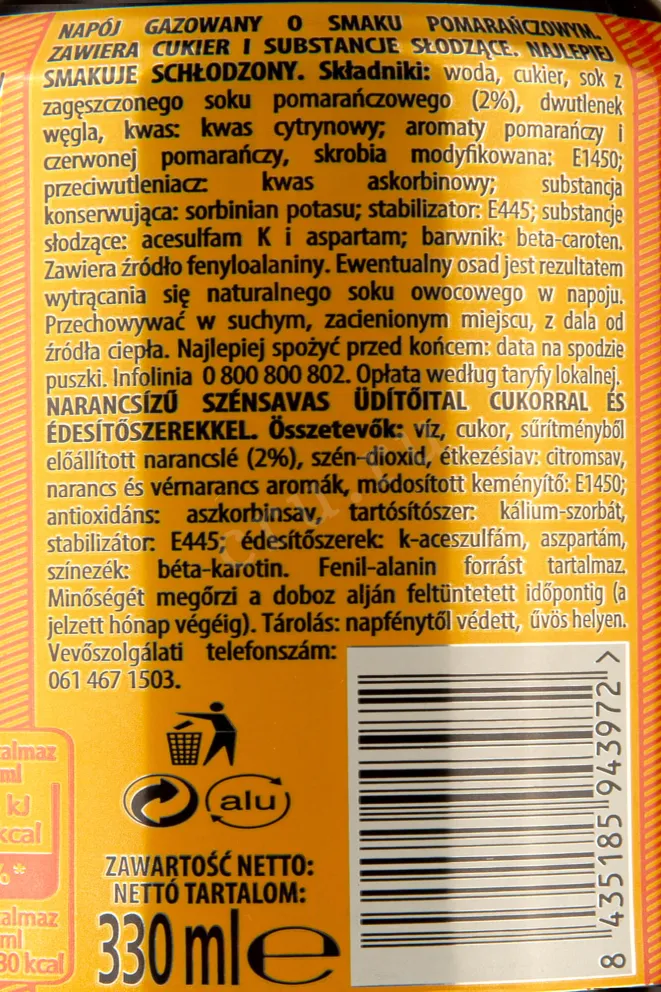 NAPÓJ GAZOWANY O SMAKU POMARAŃCZOWYM.
ZAWIERA CUKIER I SUBSTANCJE SŁODZĄCE. NAJLEPIEJ
SMAKUJE SCHŁODZONY. Składniki: woda, cukier, sok z
zagęszczonego soku pomarańczowego (2%), dwutlenek
węgla, kwas: kwas cytrynowy; aromaty pomarańczy i
czerwonej pomarańczy, skrobia modyfikowana: E1450;
przeciwutleniacz: kwas askorbinowy; substancja
konserwująca: sorbinian potasu; stabilizator: E445; substancje
słodzące: acesulfam K i aspartam; barwnik: beta-caroten.
Zawiera źródło fenyloalaniny. Ewentualny osad jest rezultatem
wytrącania się naturalnego soku owocowego w napoju.
Przechowywać w suchym, zacienionym miejscu, z dala od
źródła ciepła. Najlepiej spożyć przed końcem: data na spodzie
puszki. Infolinia 0 800 800 802. Opłata według taryfy lokalnej.
NARANCSÍZŰ SZÉNSAVAS ÜDÍTŐITAL CUKORRAL ÉS
ÉDESÍTŐSZEREKKEL. Összetevők: víz, cukor, sűrítményből
előállított narancslé (2%), szén-dioxid, étkezésiav: citromsav,
narancs és vérnarancs aromák, módosított keményítő: E1450;
antioxidáns: aszkorbinsav, tartósítószer: kálium-szorbát,
stabilizátor: E445; édesítőszerek: k-aceszulfám, aszpartám,
színezék: béta-karotin. Fenil-alanin forrást tartalmaz.
Minőségét megőrzi a doboz alján feltüntetett időpontig (a
jelzett hónap végéig). Tárolás: napfénytől védett, űvös helyen.
Vevőszolgálati telefonszám:
061 467 1503.
alu
ZAWARTOŚĆ NETTO:
NETTÓ TARTALOM:
330 ml e
8 435185 943972 >
talmaz
ml
kJ
kcal
%*
talmaz
ml
30 kcal